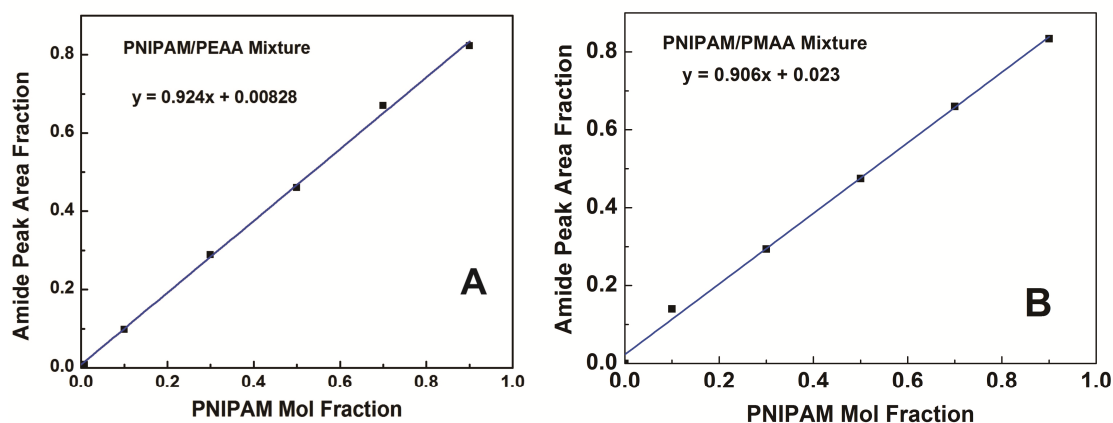 PNIPAM/PEAA Mixture
y = 0.924x + 0.00828
Amide Peak Area Fraction
0.8
0.6
0.4
0.2
0.0
0.0 0.2 0.4 0.6 0.8 1.0
PNIPAM Mol Fraction
A
PNIPAM/PMAA Mixture
y = 0.906x + 0.023
Amide Peak Area Fraction
0.8
0.6
0.4
0.2
0.0
0.0 0.2 0.4 0.6 0.8 1.0
PNIPAM Mol Fraction
B